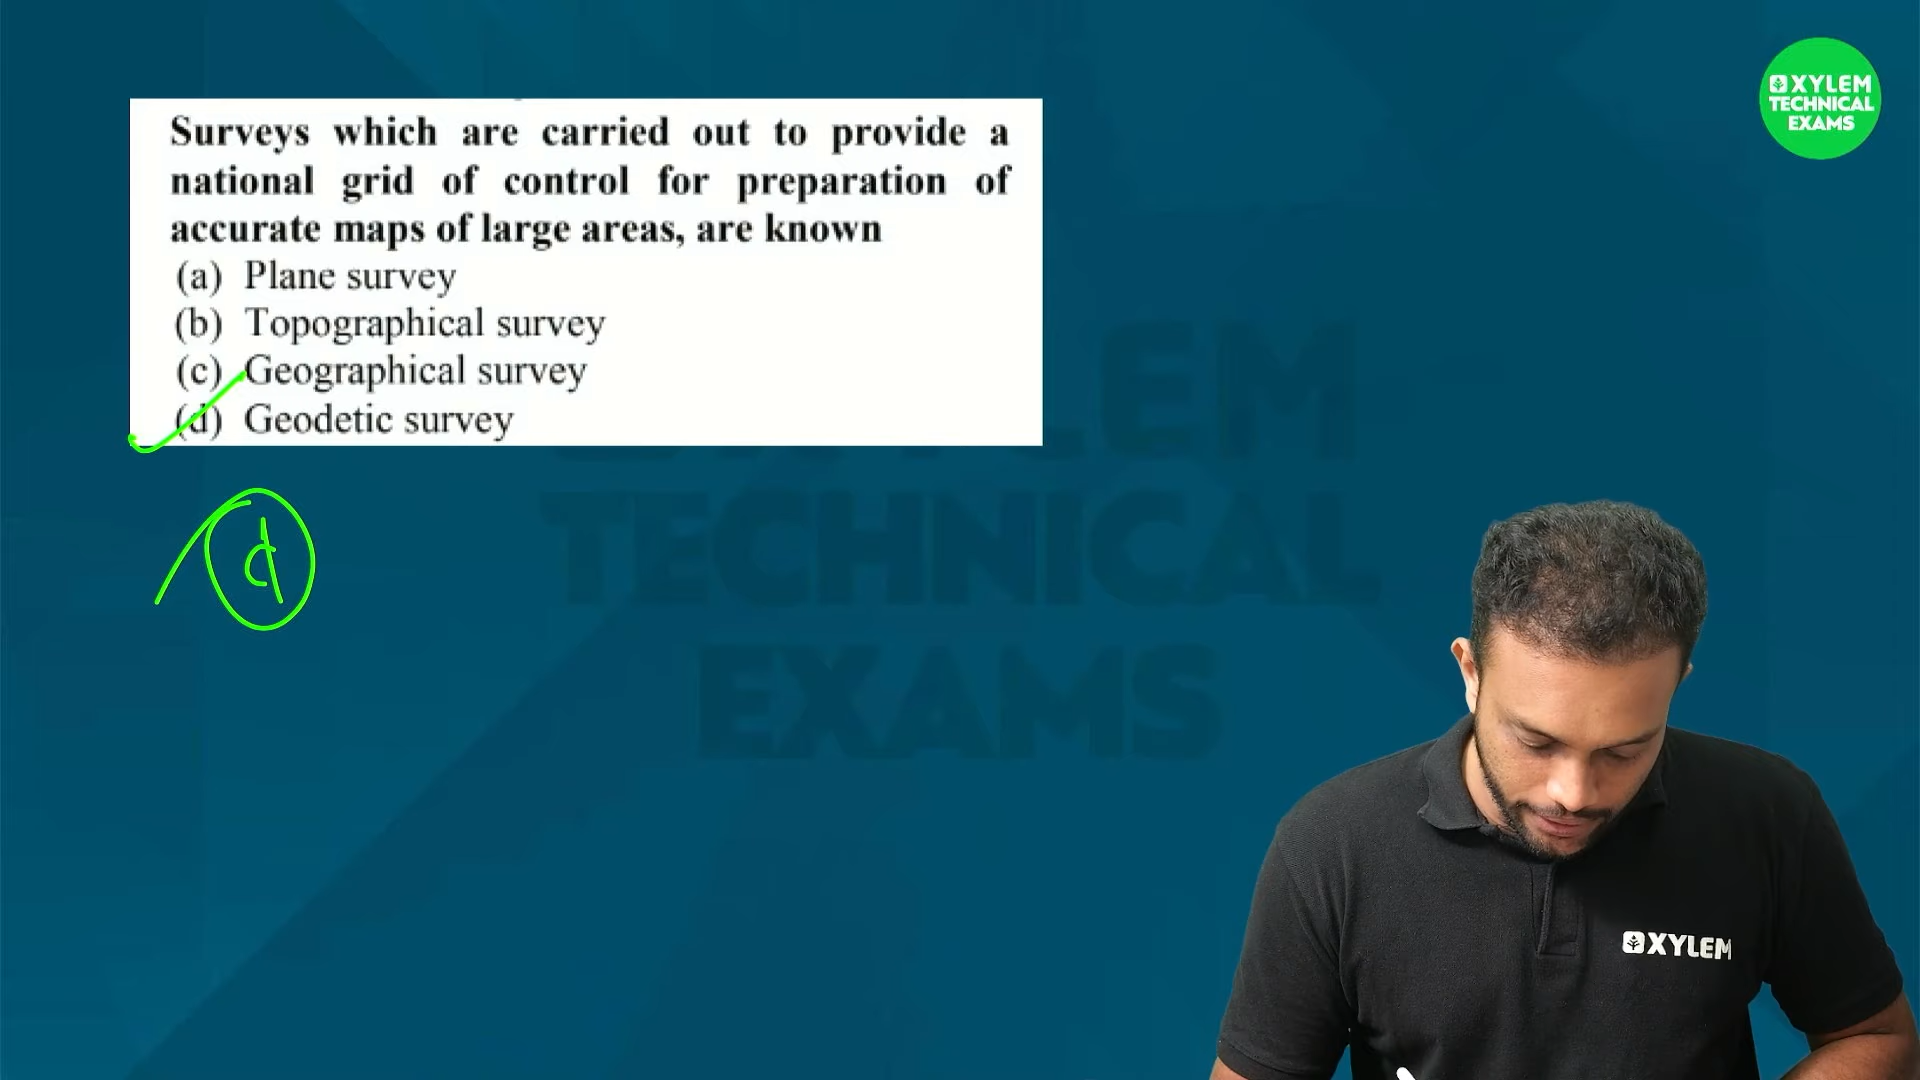 XYLEM
TECHNICAL
EXAMS
Surveys which are carried out to provide a
national grid of control for preparation of
accurate maps of large areas, are known
(a) Plane survey
(b) Topographical survey
(c) Geographical survey
(d) Geodetic survey
d
XYLEM
TECHNICAL
EXAMS
XYLEM